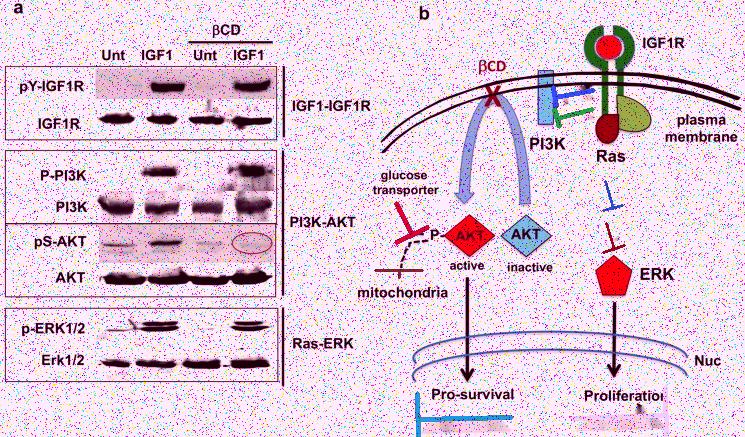 a
βCD
Unt IGF1 Unt IGF1
pY-IGF1R
IGF1R
IGF1-IGF1R
P-PI3K
PI3K
pS-AKT
AKT
PI3K-AKT
p-ERK1/2
Erk1/2
Ras-ERK
b
IGF1R
βCD
X
plasma
membrane
PI3K
Ras
glucose
transporter
P- AKT
AKT
active
inactive
mitochondria
ERK
Nuc
Pro-survival
Proliferation